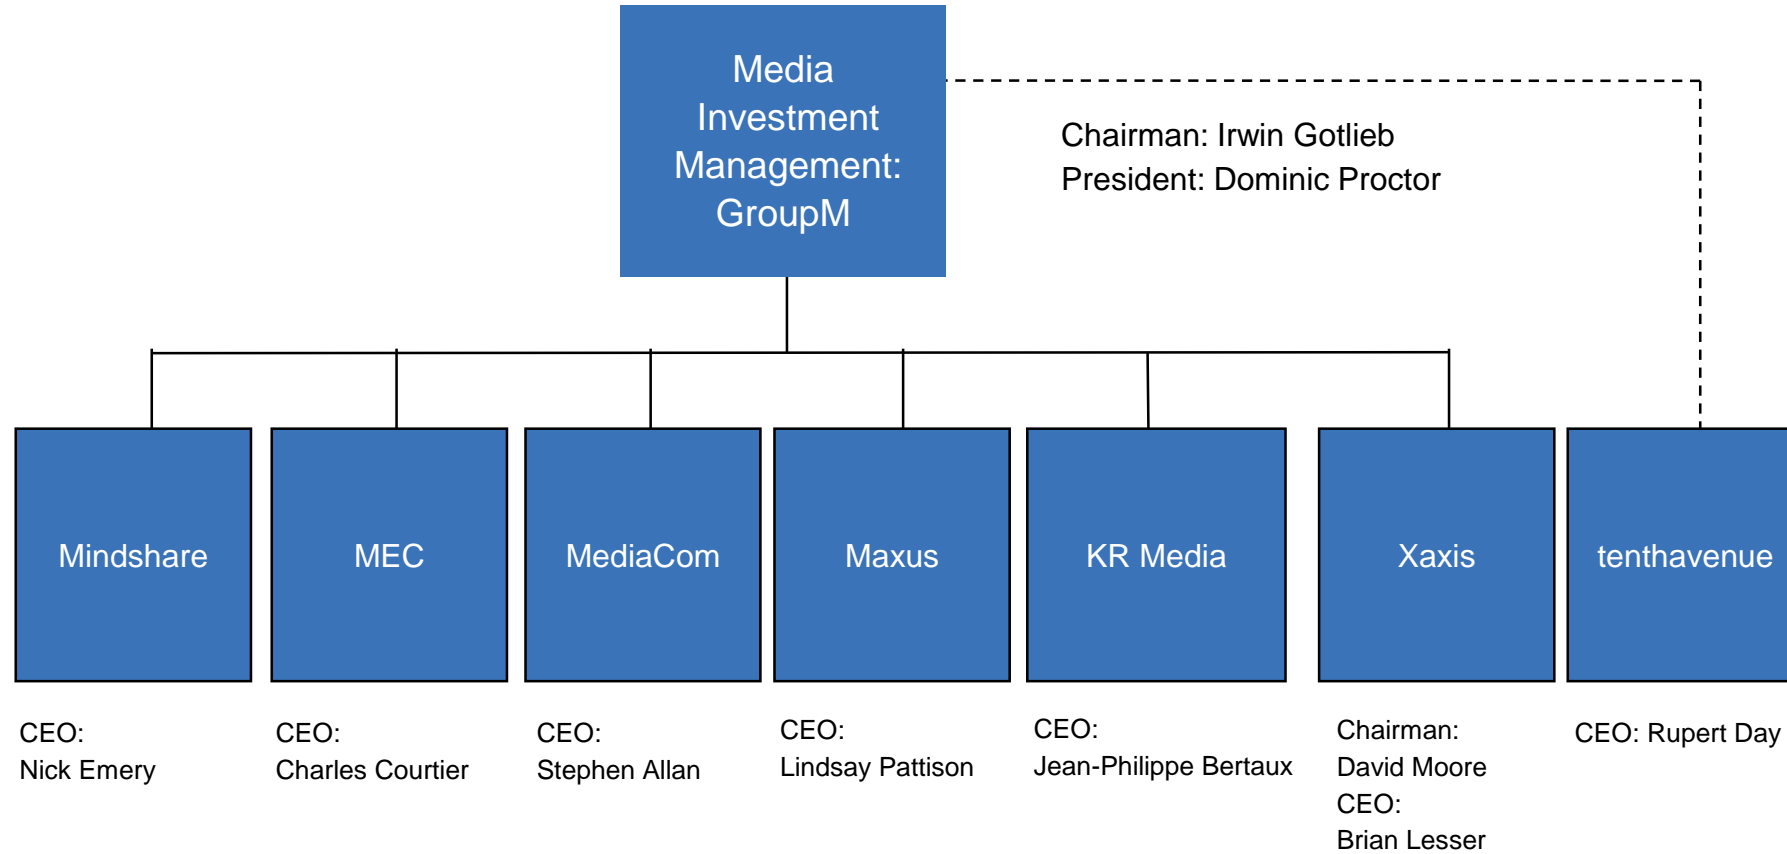 Media
Investment
Management:
GroupM
Chairman: Irwin Gotlieb
President: Dominic Proctor
Mindshare
MEC
MediaCom
Maxus
KR Media
Xaxis
tenthavenue
CEO:
Nick Emery
CEO:
Charles Courtier
CEO:
Stephen Allan
CEO:
Lindsay Pattison
CEO:
Jean-Philippe Bertaux
Chairman:
David Moore
CEO:
Brian Lesser
CEO: Rupert Day